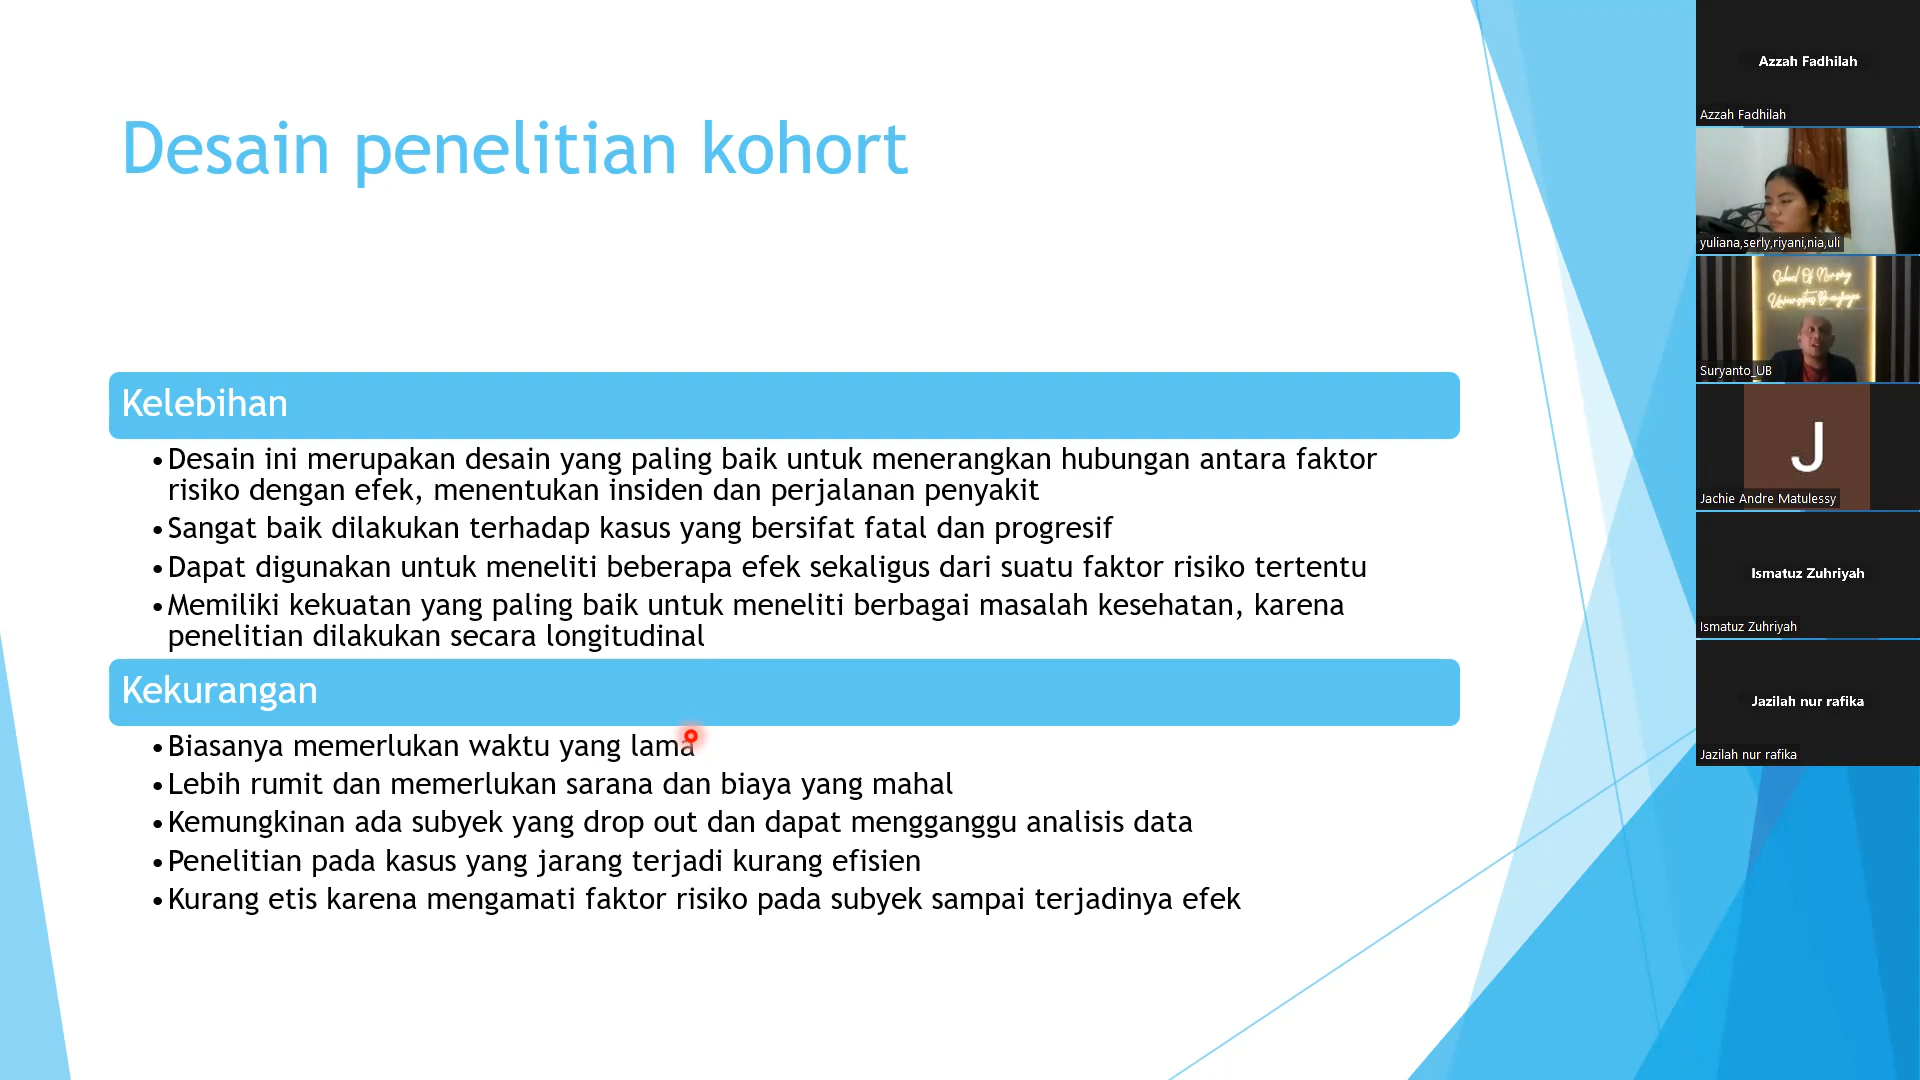 Desain penelitian kohort
Kelebihan
•Desain ini merupakan desain yang paling baik untuk menerangkan hubungan antara faktor
risiko dengan efek, menentukan insiden dan perjalanan penyakit
•Sangat baik dilakukan terhadap kasus yang bersifat fatal dan progresif
•Dapat digunakan untuk meneliti beberapa efek sekaligus dari suatu faktor risiko tertentu
•Memiliki kekuatan yang paling baik untuk meneliti berbagai masalah kesehatan, karena
penelitian dilakukan secara longitudinal
Kekurangan
•Biasanya memerlukan waktu yang lama
•Lebih rumit dan memerlukan sarana dan biaya yang mahal
•Kemungkinan ada subyek yang drop out dan dapat mengganggu analisis data
•Penelitian pada kasus yang jarang terjadi kurang efisien
•Kurang etis karena mengamati faktor risiko pada subyek sampai terjadinya efek
Azzah Fadhilah
Azzah Fadhilah
yuliana,serly,riyani,nia,uli
School Of Nursing
Universitas Bhayangkara
Suryanto_UB
J
Jachie Andre Matulessy
Ismatuz Zuhriyah
Ismatuz Zuhriyah
Jazilah nur rafika
Jazilah nur rafika